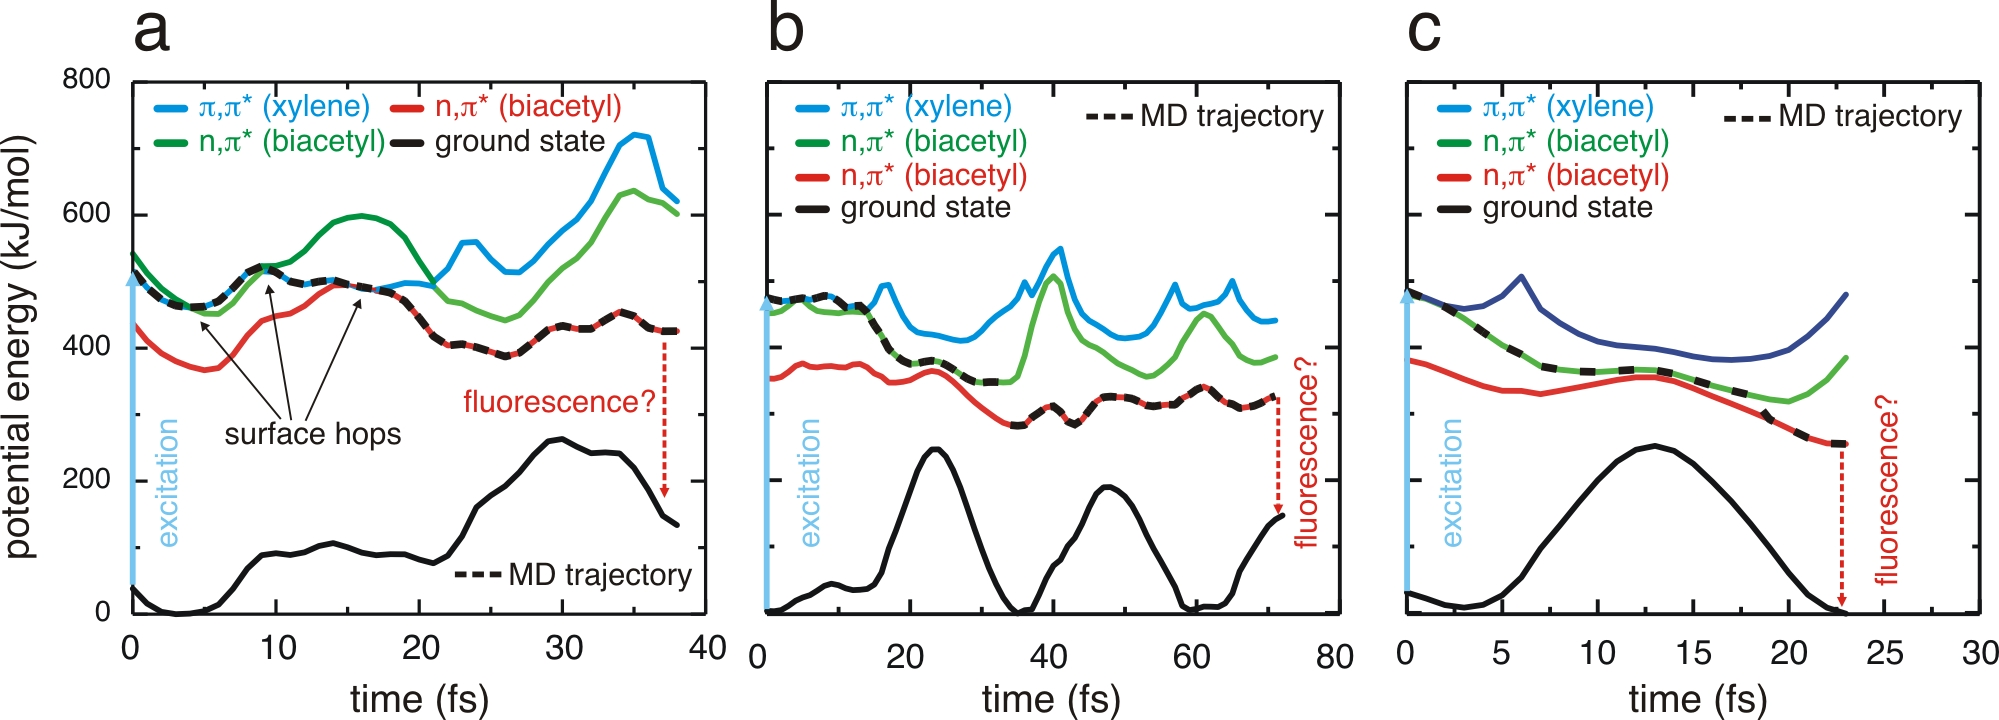 a
b
c
potential energy (kJ/mol)
800
600
400
200
0
π,π* (xylene)
n,π* (biacetyl)
n,π* (biacetyl)
ground state
excitation
surface hops
fluorescence?
MD trajectory
0
10
20
30
40
time (fs)
π,π* (xylene)
n,π* (biacetyl)
n,π* (biacetyl)
ground state
MD trajectory
excitation
fluorescence?
0
20
40
60
80
time (fs)
π,π* (xylene)
n,π* (biacetyl)
n,π* (biacetyl)
ground state
MD trajectory
excitation
fluorescence?
0
5
10
15
20
25
30
time (fs)